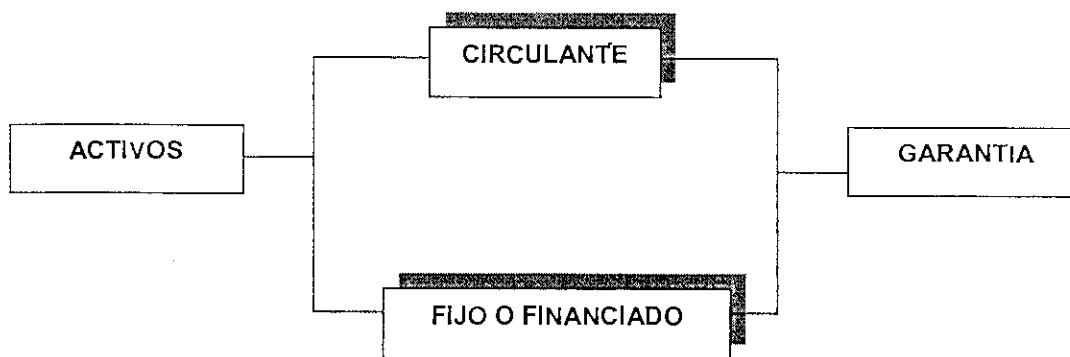 CIRCULANTE
ACTIVOS
GARANTIA
FIJO O FINANCIADO